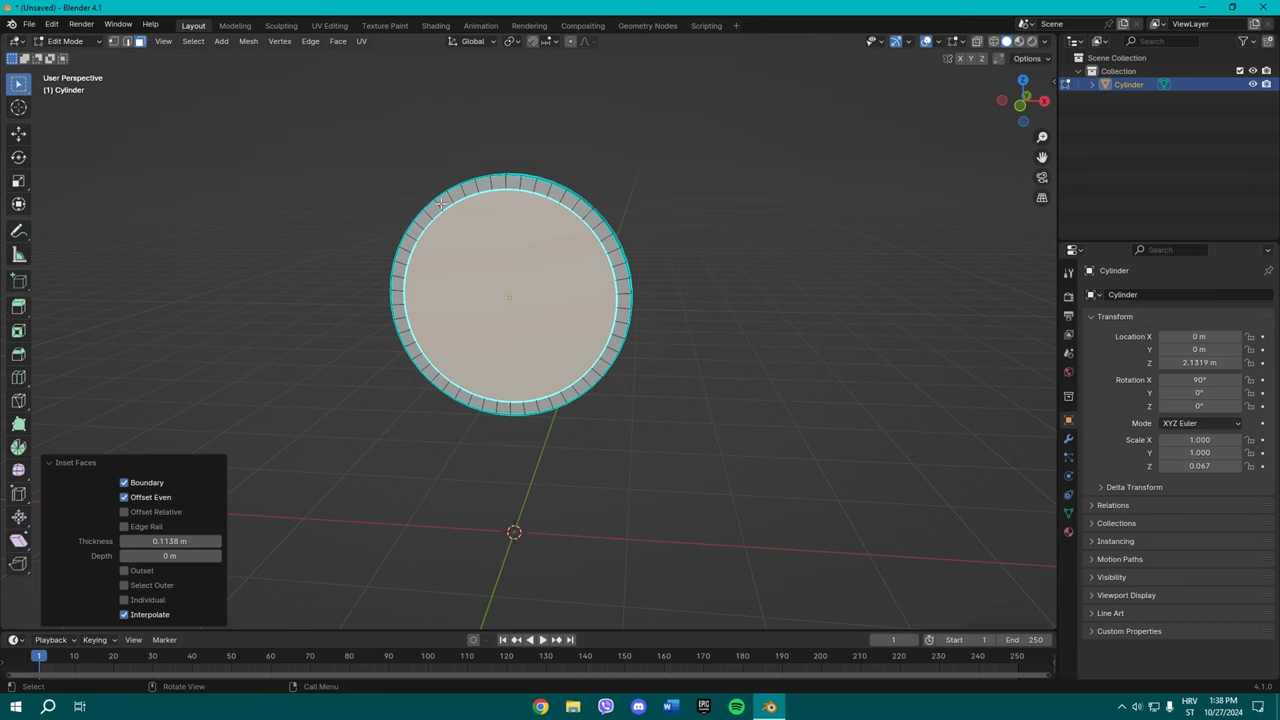 * (Unsaved) - Blender 4.1
File Edit Render Window Help Layout Modeling Sculpting UV Editing Texture Paint Shading Animation Rendering Compositing Geometry Nodes Scripting + Scene ViewLayer
Edit Mode View Select Add Mesh Vertex Edge Face UV Global Search
X Y Z Options
User Perspective
(1) Cylinder
Scene Collection
Collection
Cylinder
Z
Y
X
Search
Cylinder
Cylinder
Transform
Location X 0 m
Y 0 m
Z 2.1319 m
Rotation X 90°
Y 0°
Z 0°
Mode XYZ Euler
Scale X 1.000
Y 1.000
Z 0.067
Delta Transform
Relations
Collections
Instancing
Motion Paths
Visibility
Viewport Display
Line Art
Custom Properties
Inset Faces
Boundary
Offset Even
Offset Relative
Edge Rail
Thickness 0.1138 m
Depth 0 m
Outset
Select Outer
Individual
Interpolate
Playback Keying View Marker 1 Start 1 End 250
1 10 20 30 40 50 60 70 80 90 100 110 120 130 140 150 160 170 180 190 200 210 220 230 240 250
Select Rotate View Call Menu 4.1.0
HRV 1:38 PM
ST 10/27/2024